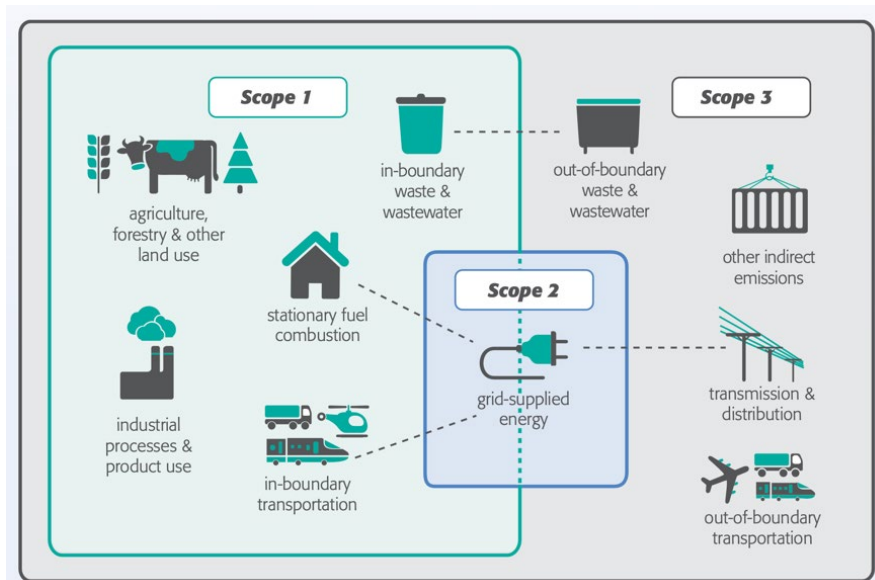 Scope 1
Scope 3
in-boundary
waste &
wastewater
out-of-boundary
waste &
wastewater
agriculture,
forestry & other
land use
other indirect
emissions
Scope 2
stationary fuel
combustion
grid-supplied
energy
transmission &
distribution
industrial
processes &
product use
in-boundary
transportation
out-of-boundary
transportation